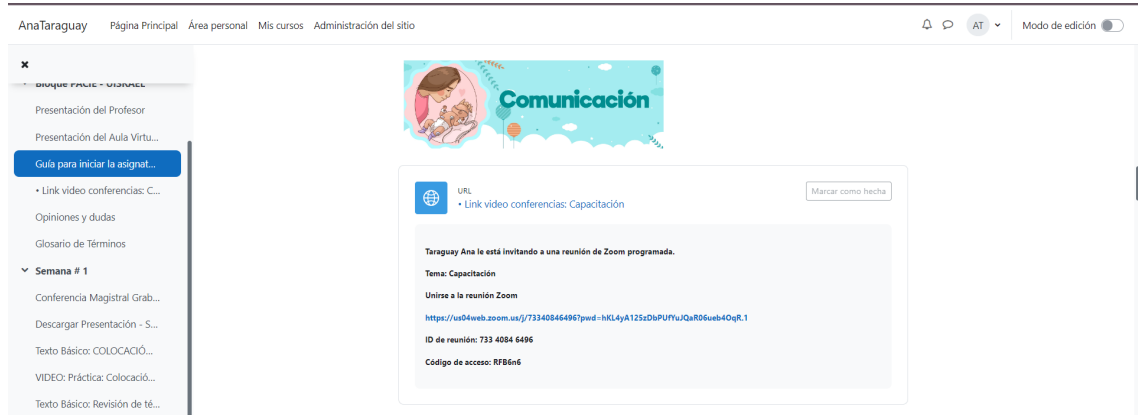 AnaTaraguay Página Principal Área personal Mis cursos Administración del sitio AT Modo de edición
Bloque PACIE - UISRAEL
Presentación del Profesor
Presentación del Aula Virtu...
Guía para iniciar la asignat...
• Link video conferencias: C...
Opiniones y dudas
Glosario de Términos
Semana # 1
Conferencia Magistral Grab...
Descargar Presentación - S...
Texto Básico: COLOCACIÓ...
VIDEO: Práctica: Colocació...
Texto Básico: Revisión de té...
Comunicación
URL
• Link video conferencias: Capacitación
Marcar como hecha
Taraguay Ana le está invitando a una reunión de Zoom programada.
Tema: Capacitación
Unirse a la reunión Zoom
https://us04web.zoom.us/j/73340846496?pwd=hKL4yA125zDbPUfYuJQaR06ueb4OqR.1
ID de reunión: 733 4084 6496
Código de acceso: RFB6n6